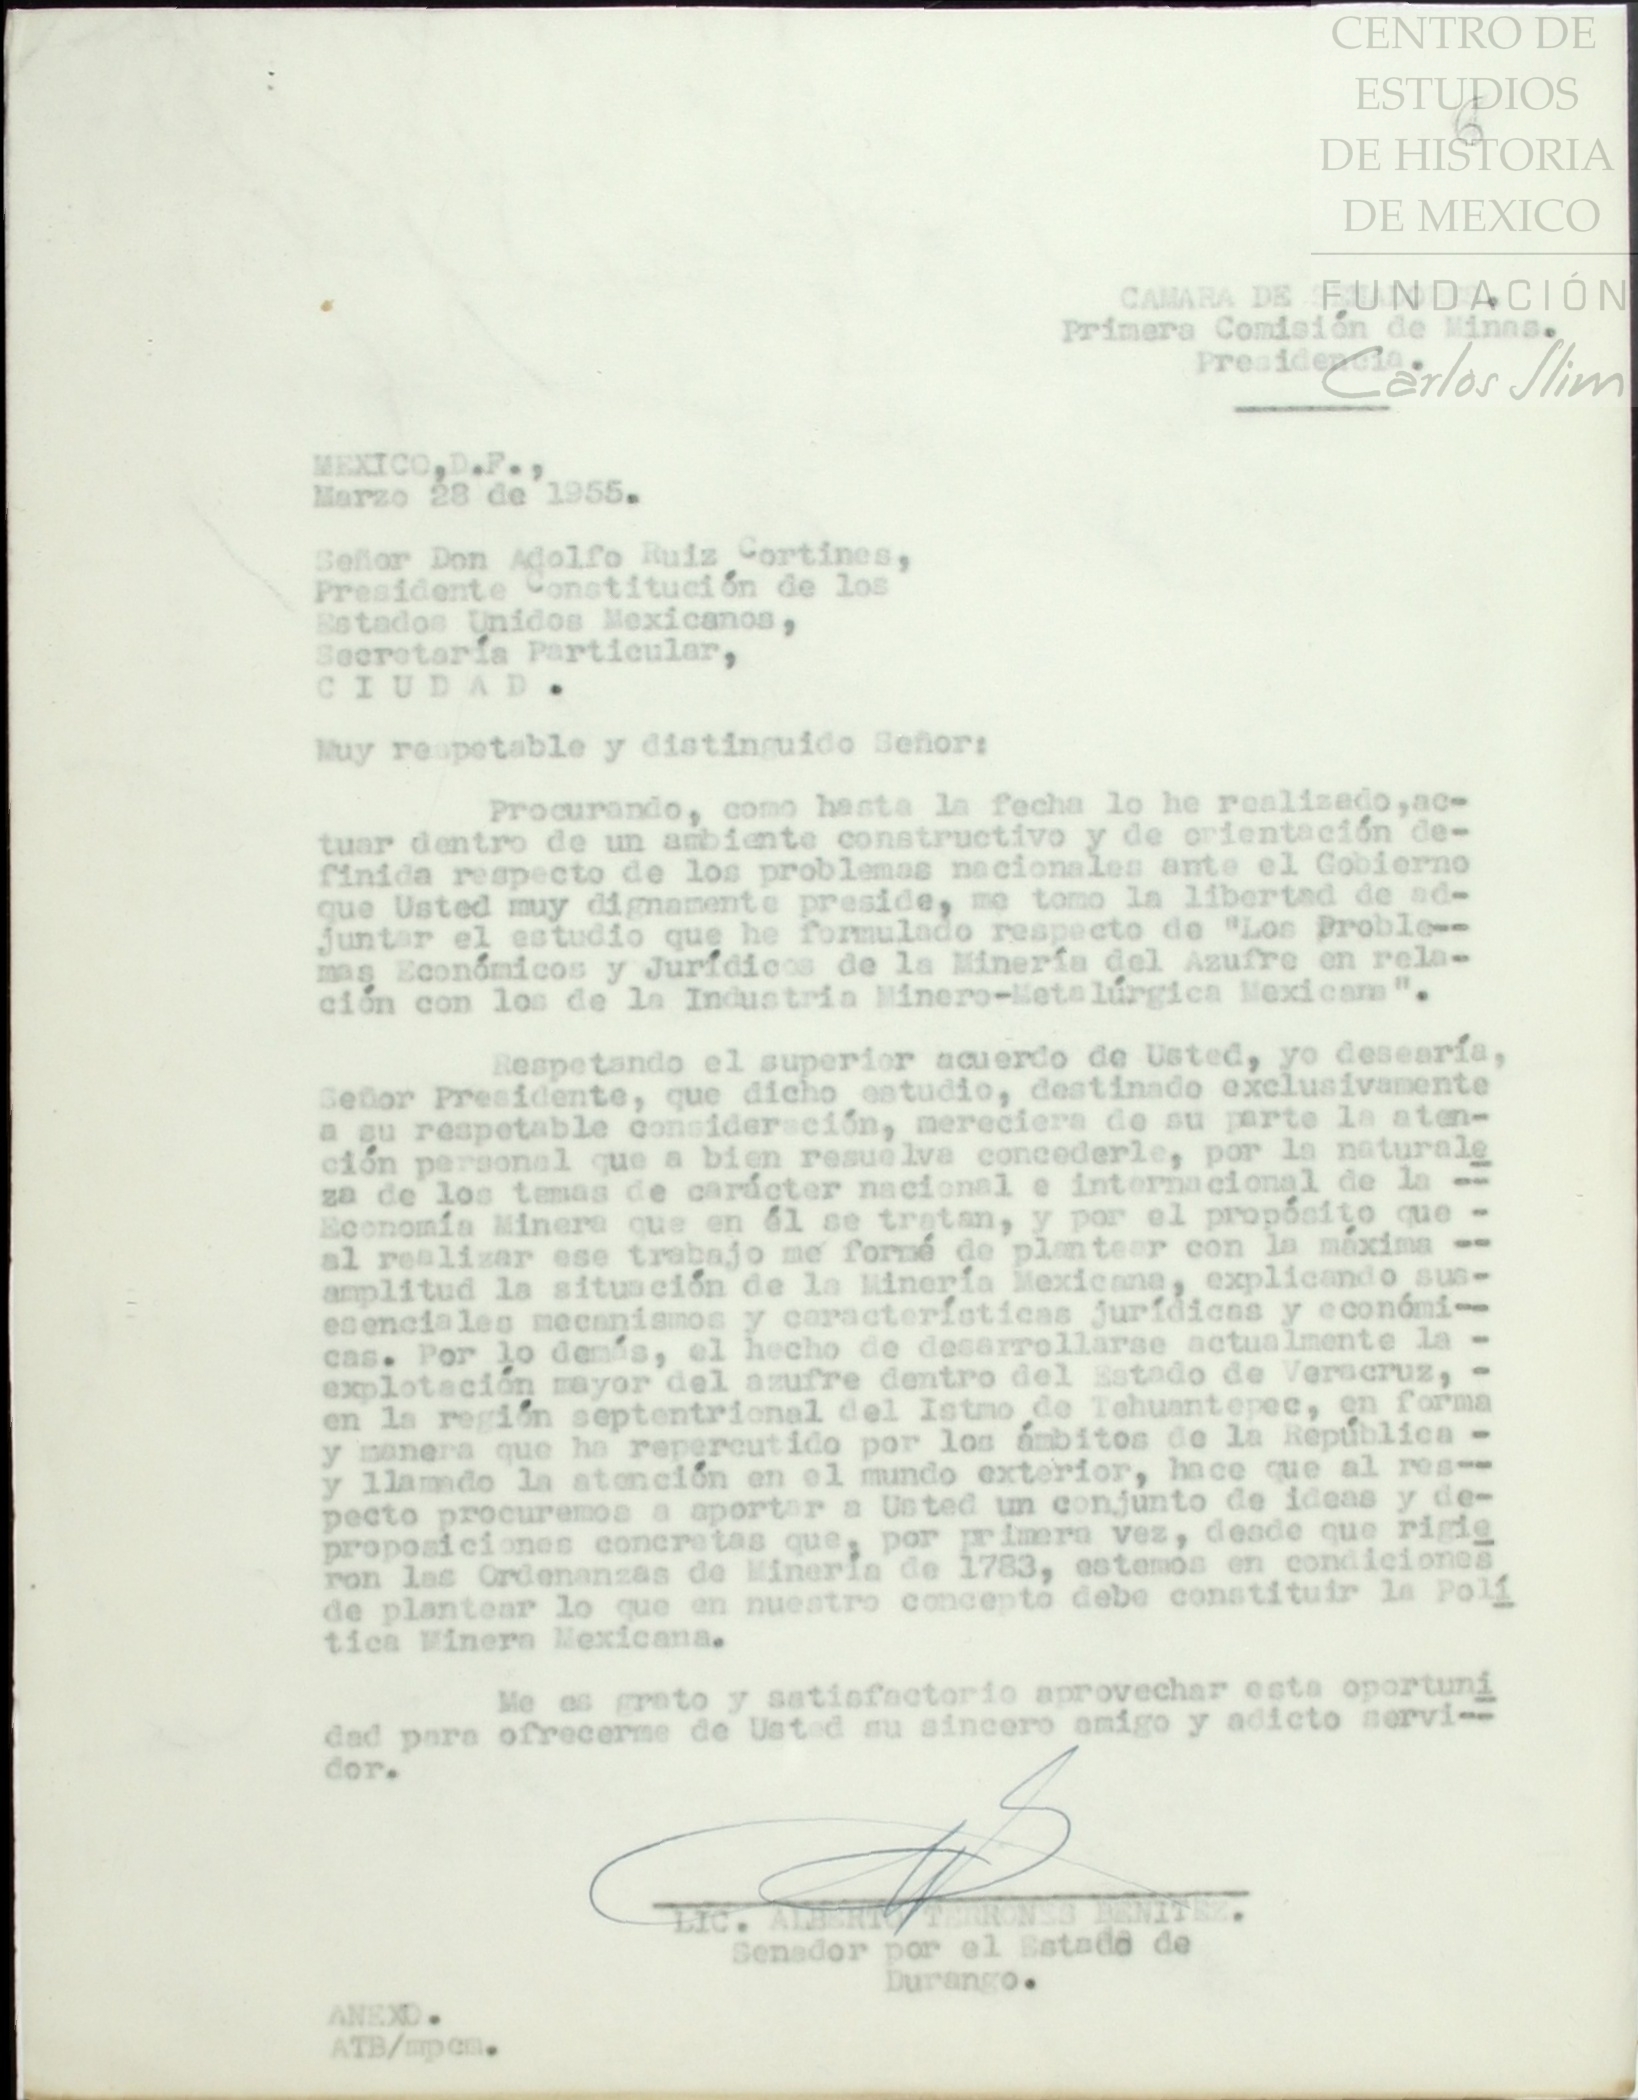 CENTRO DE
ESTUDIOS
DE HISTORIA
DE MEXICO
FUNDACIÓN
Carlos Slim
6
CAMARA DE SENADORES.
Primera Comisión de Minas.
Presidencia.
MEXICO,D.F.,
Marzo 28 de 1955.
Señor Don Adolfo Ruiz Cortines,
Presidente Constitución de los
Estados Unidos Mexicanos,
Secretaría Particular,
C I U D A D .
Muy respetable y distinguido Señor:
Procurando, como hasta la fecha lo he realizado,ac-
tuar dentro de un ambiente constructivo y de orientación de-
finida respecto de los problemas nacionales ante el Gobierno
que Usted muy dignamente preside, me tomo la libertad de ad-
juntar el estudio que he formulado respecto de "Los Proble--
mas Económicos y Jurídicos de la Minería del Azufre en rela-
ción con los de la Industria Minero-Metalúrgica Mexicana".
Respetando el superior acuerdo de Usted, yo desearía,
Señor Presidente, que dicho estudio, destinado exclusivamente
a su respetable consideración, mereciera de su parte la aten-
ción personal que a bien resuelva concederle, por la naturale
za de los temas de carácter nacional e internacional de la --
Economía Minera que en él se tratan, y por el propósito que -
al realizar ese trabajo me formé de plantear con la máxima --
amplitud la situación de la Minería Mexicana, explicando sus-
esenciales mecanismos y características jurídicas y económi--
cas. Por lo demás, el hecho de desarrollarse actualmente la -
explotación mayor del azufre dentro del Estado de Veracruz, -
en la región septentrional del Istmo de Tehuantepec, en forma
y manera que ha repercutido por los ámbitos de la República -
y llamado la atención en el mundo exterior, hace que al res--
pecto procuremos a aportar a Usted un conjunto de ideas y de-
proposiciones concretas que, por primera vez, desde que rigie
ron las Ordenanzas de Minería de 1783, estemos en condiciones
de plantear lo que en nuestro concepto debe constituir la Polí
tica Minera Mexicana.
Me es grato y satisfactorio aprovechar esta oportuni
dad para ofrecerme de Usted su sincero amigo y adicto servi--
dor.
LIC. ALBERTO TERRONES BENITEZ.
Senador por el Estado de
Durango.
ANEXO.
ATB/mpcm.